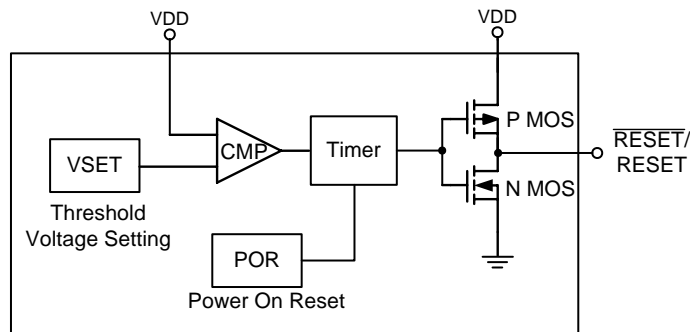 VDD
VDD
P MOS
RESET/
RESET
CMP
Timer
VSET
N MOS
Threshold
Voltage Setting
POR
Power On Reset